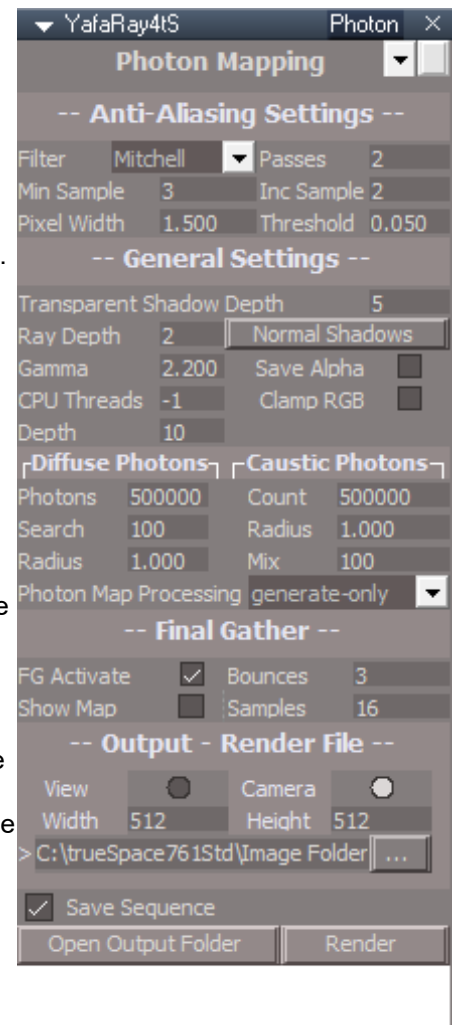 YafaRay4tS Photon ×
Photon Mapping
-- Anti-Aliasing Settings --
Filter Mitchell Passes 2
Min Sample 3 Inc Sample 2
Pixel Width 1.500 Threshold 0.050
.
-- General Settings --
Transparent Shadow Depth 5
Ray Depth 2 Normal Shadows
Gamma 2.200 Save Alpha
CPU Threads -1 Clamp RGB
Depth 10
Diffuse Photons Caustic Photons
Photons 500000 Count 500000
Search 100 Radius 1.000
Radius 1.000 Mix 100
Photon Map Processing generate-only
e
-- Final Gather --
FG Activate Bounces 3
Show Map Samples 16
-- Output - Render File --
e
View Camera
Width 512 Height 512
e
> C:\trueSpace761Std\Image Folder ...
Save Sequence
Open Output Folder Render